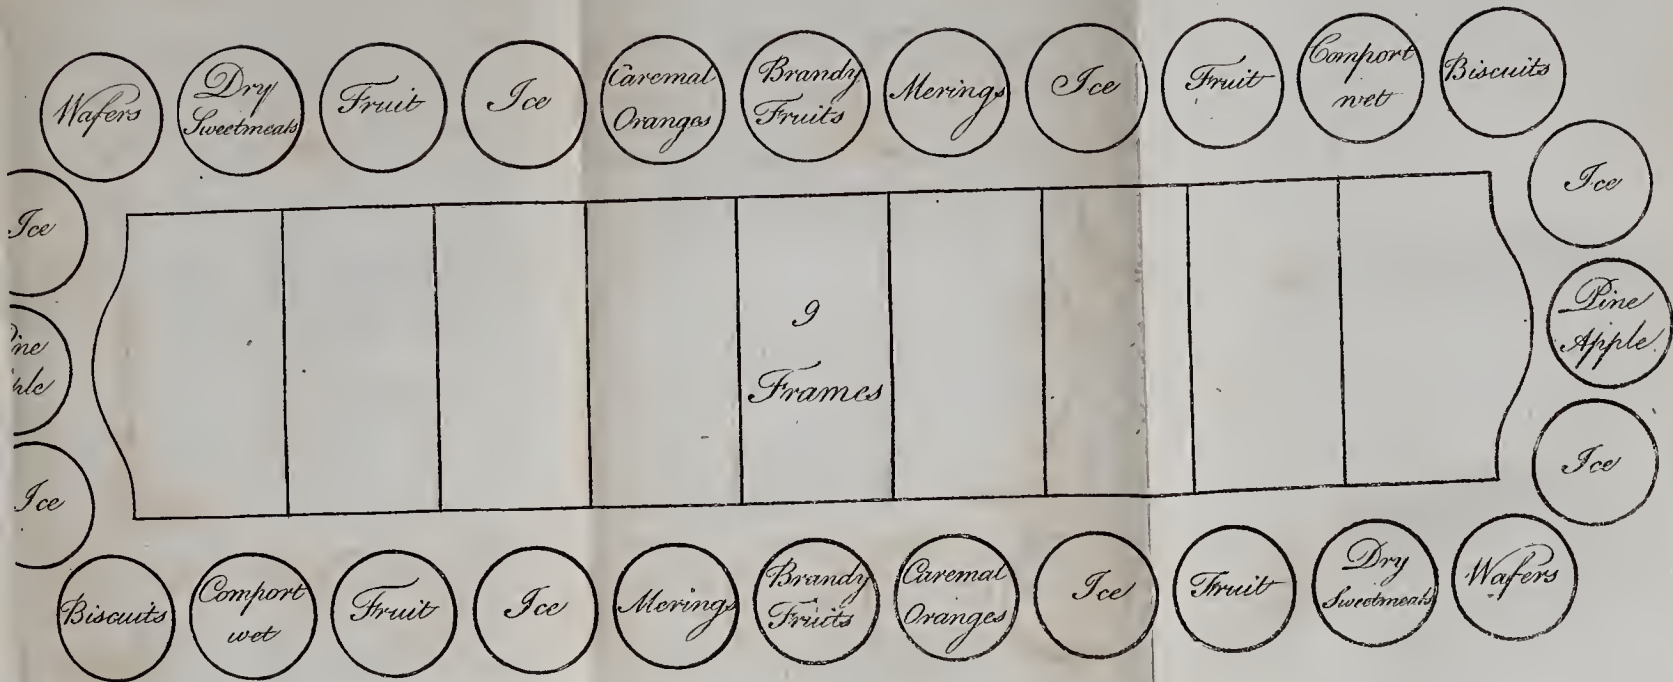 Wafers
Dry
Sweetmeats
Fruit
Ice
Caremal
Oranges
Brandy
Fruits
Merings
Ice
Fruit
Comport
wet
Biscuits
Ice
Ice
9
Frames
Pine
Apple
Ice
Ice
Biscuits
Comport
wet
Fruit
Ice
Merings
Brandy
Fruits
Caremal
Oranges
Ice
Fruit
Dry
Sweetmeats
Wafers